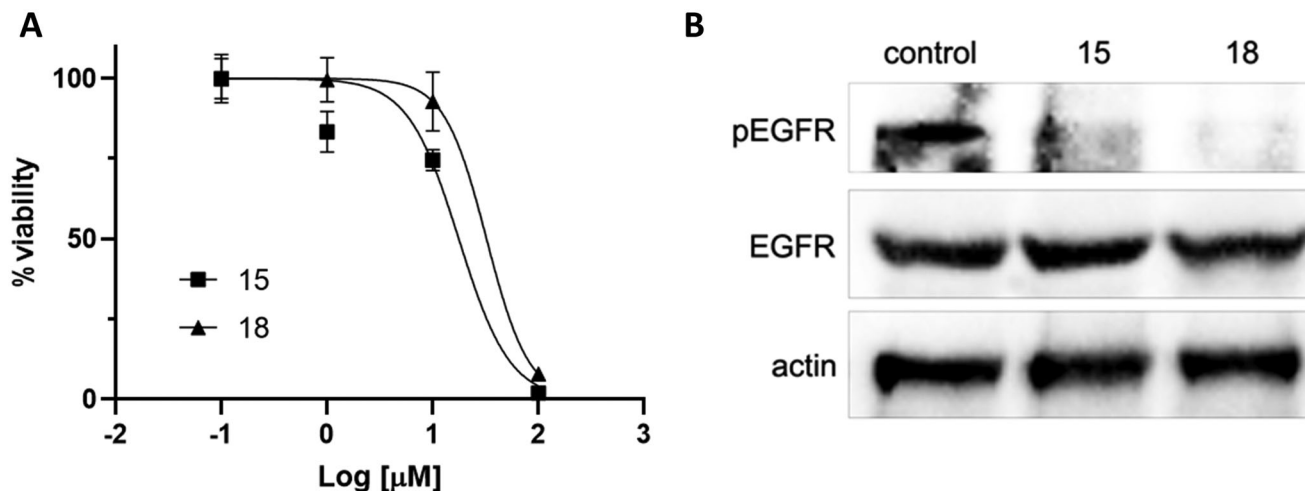 A
100
50
0
% viability
15
18
-2 -1 0 1 2 3
Log [μM]
B
control 15 18
pEGFR
EGFR
actin